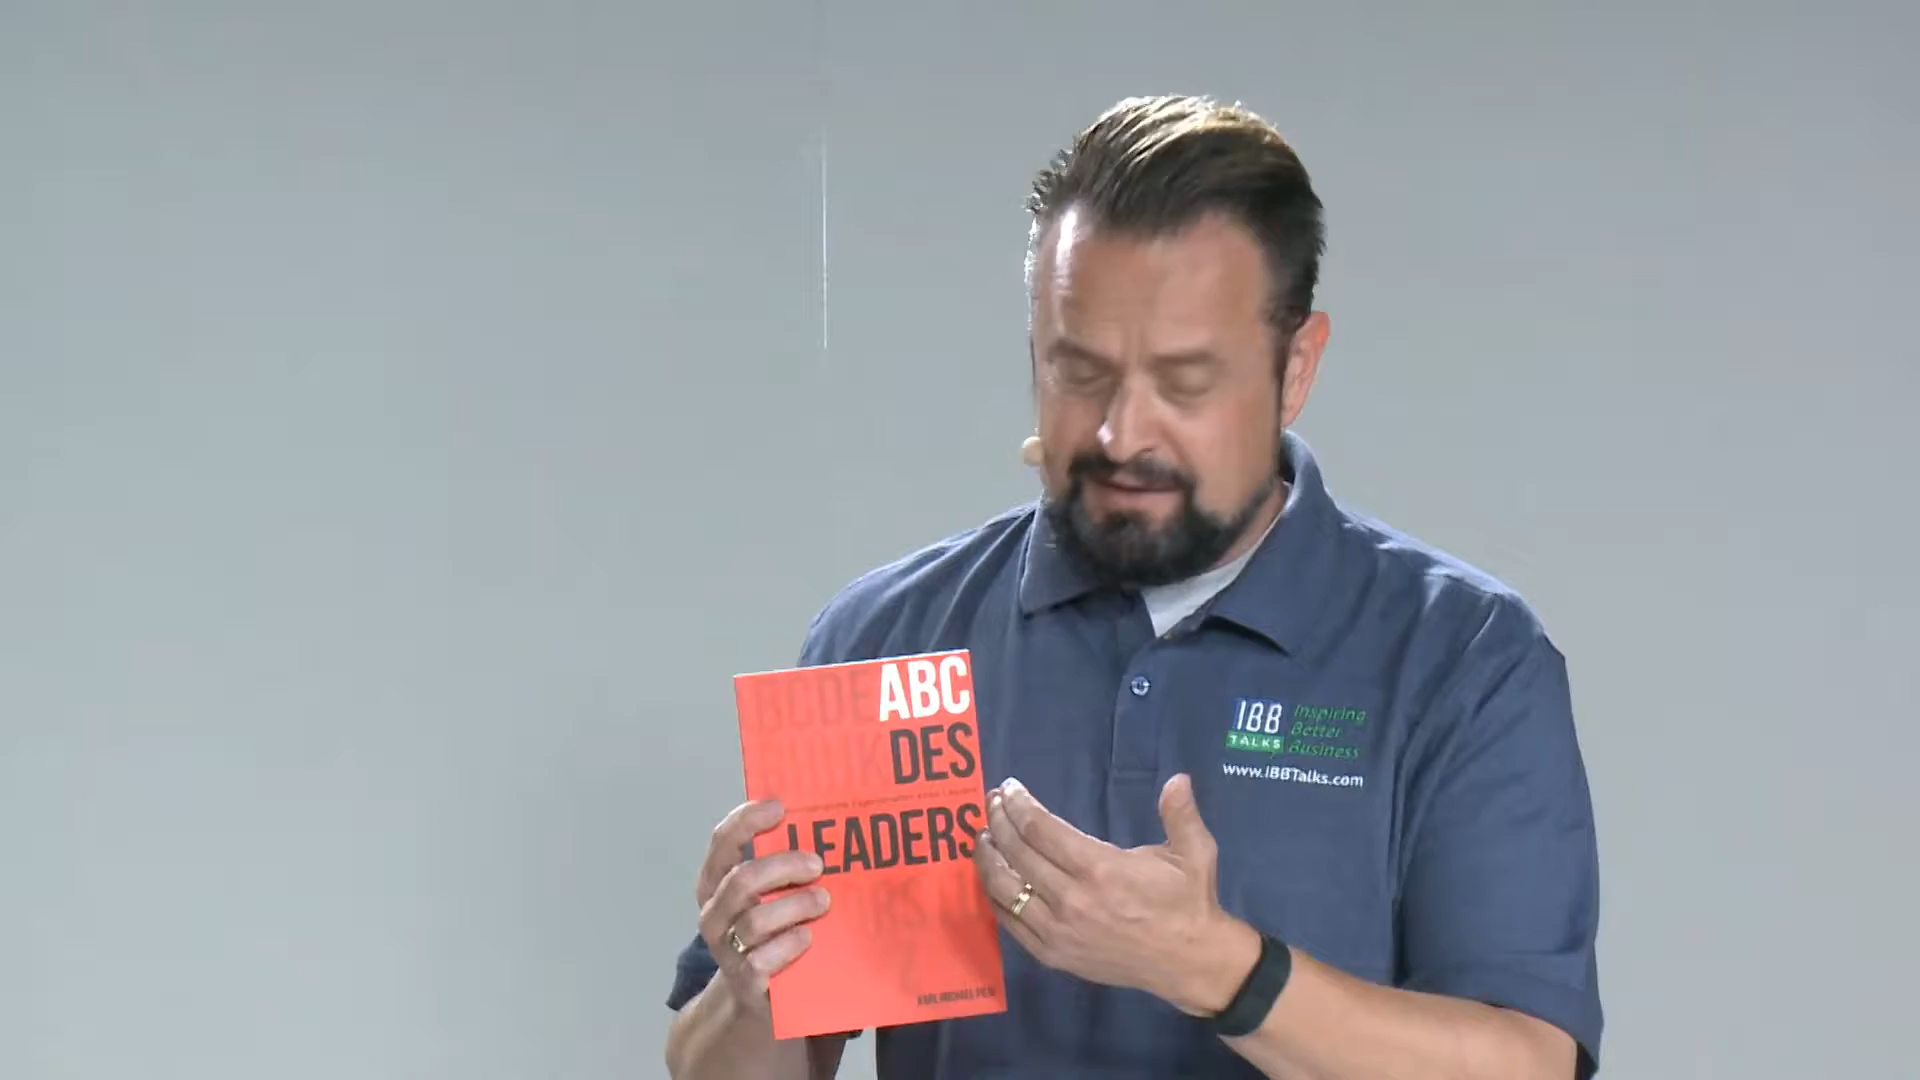 ABC
DES
LEADERS
IBB
TALKS
Inspiring
Better
Business
www.iBBTalks.com